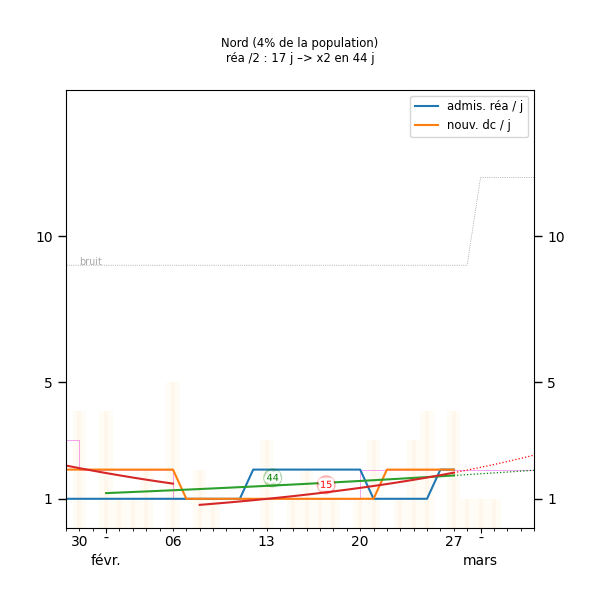 Nord (4% de la population)
réa /2 : 17 j –> x2 en 44 j
admis. réa / j
nouv. dc / j
10
10
bruit
5
5
44
15
1
1
30
-
06
13
20
27
-
févr.
mars